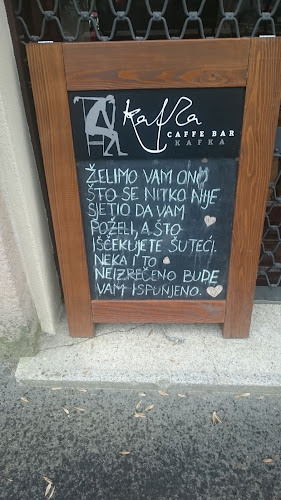 Kafka
CAFFE BAR
KAFKA
ŽELIMO VAM ONO
ŠTO SE NITKO NIJE
SJETIO DA VAM
POŽELI, A ŠTO
IŠČEKUJETE ŠUTEĆI.
NEKA I TO
NEIZREČENO BUDE
VAM ISPUNJENO.